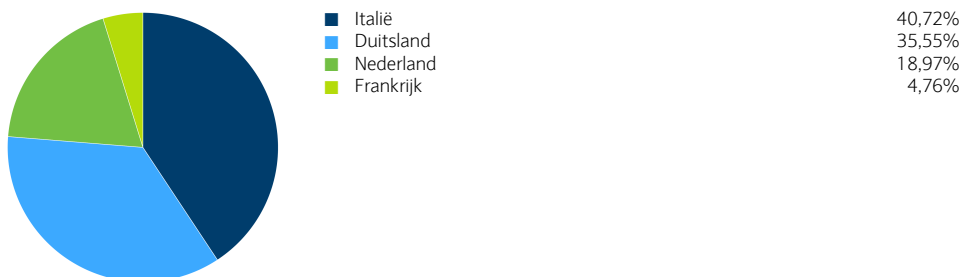 Italië 40,72%
Duitsland 35,55%
Nederland 18,97%
Frankrijk 4,76%